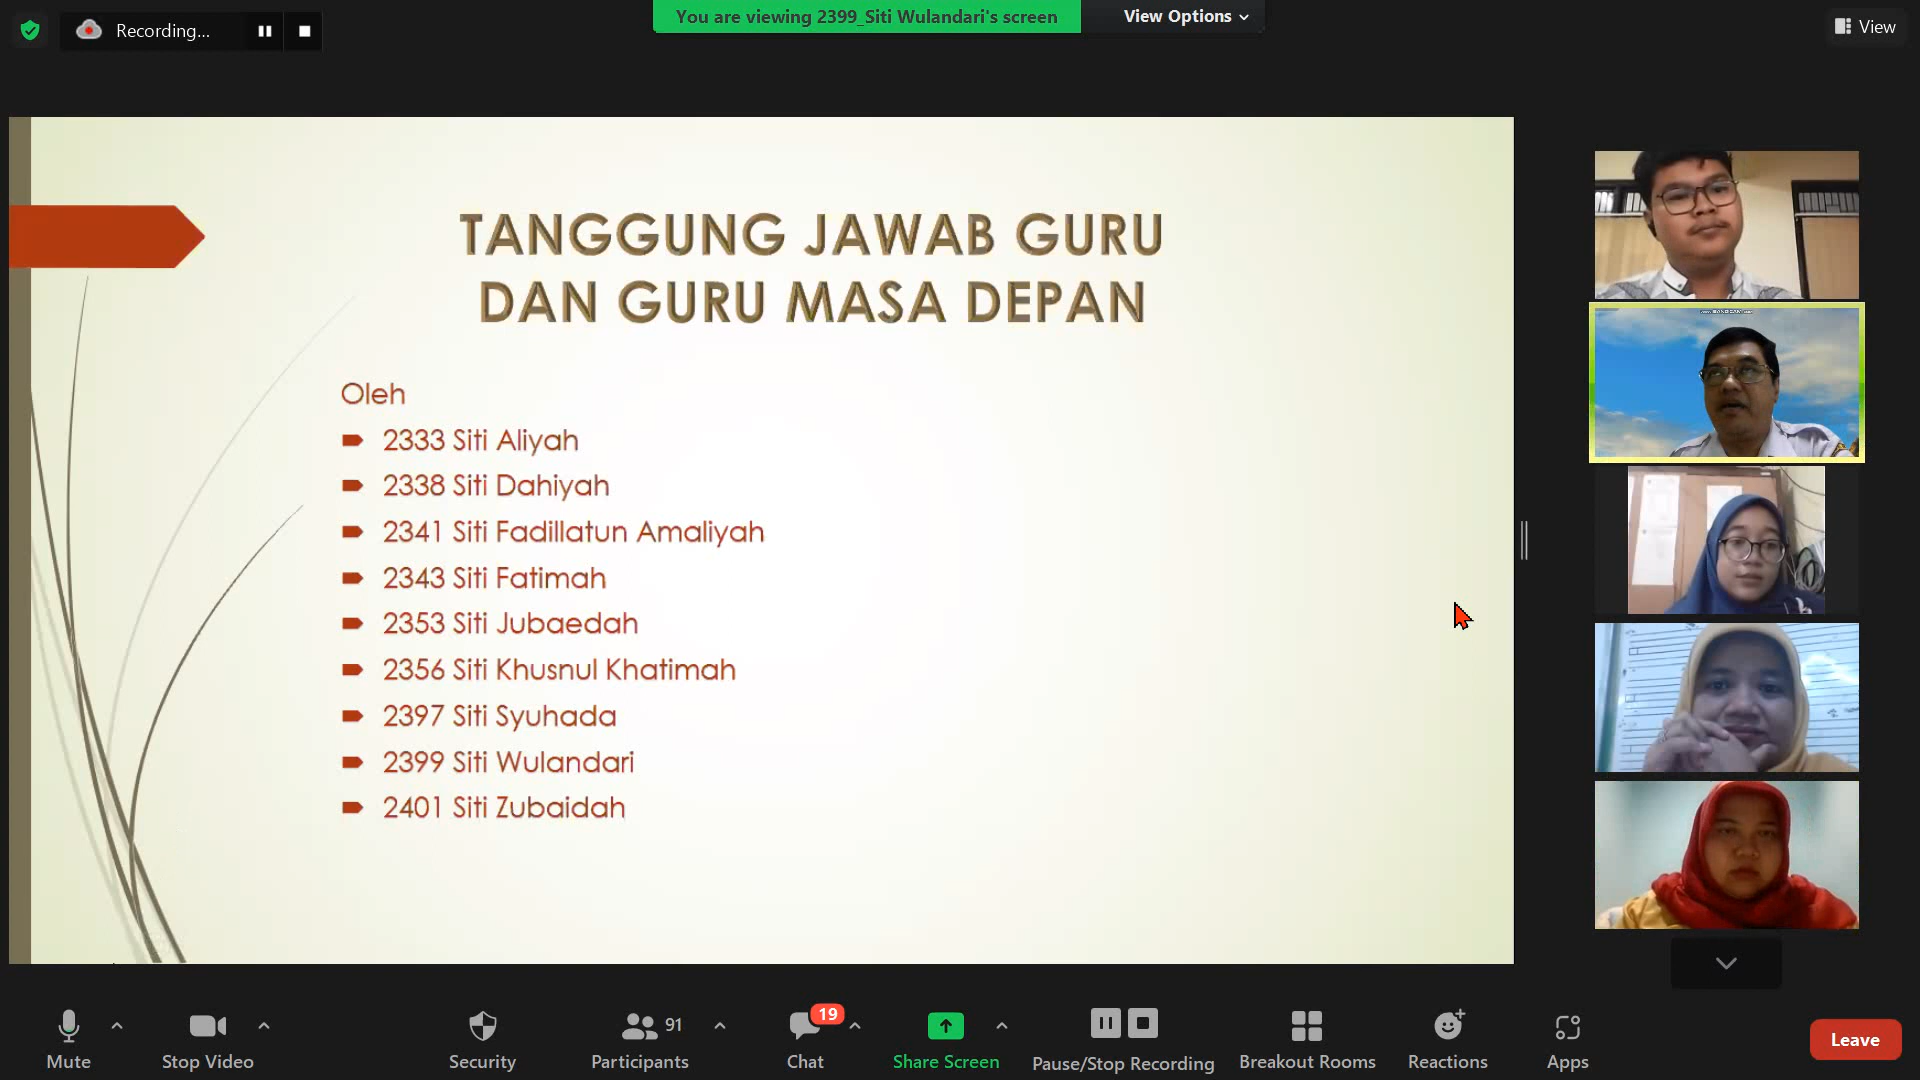 Recording...
You are viewing 2399_Siti Wulandari's screen
View Options
View
TANGGUNG JAWAB GURU
DAN GURU MASA DEPAN
Oleh
2333 Siti Aliyah
2338 Siti Dahiyah
2341 Siti Fadillatun Amaliyah
2343 Siti Fatimah
2353 Siti Jubaedah
2356 Siti Khusnul Khatimah
2397 Siti Syuhada
2399 Siti Wulandari
2401 Siti Zubaidah
Mute
Stop Video
Security
91
Participants
19
Chat
Share Screen
Pause/Stop Recording
Breakout Rooms
Reactions
Apps
Leave